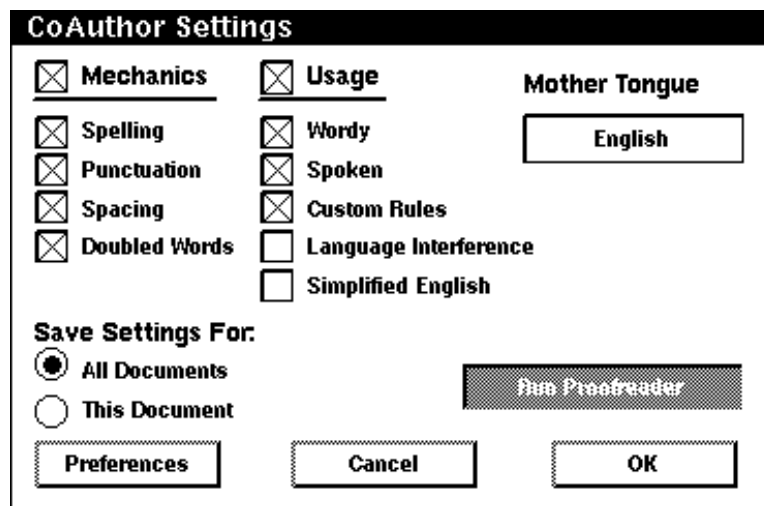 CoAuthor Settings
Mechanics
Spelling
Punctuation
Spacing
Doubled Words
Usage
Wordy
Spoken
Custom Rules
Language Interference
Simplified English
Mother Tongue
English
Save Settings For:
All Documents
This Document
Run Proofreader
Preferences
Cancel
OK